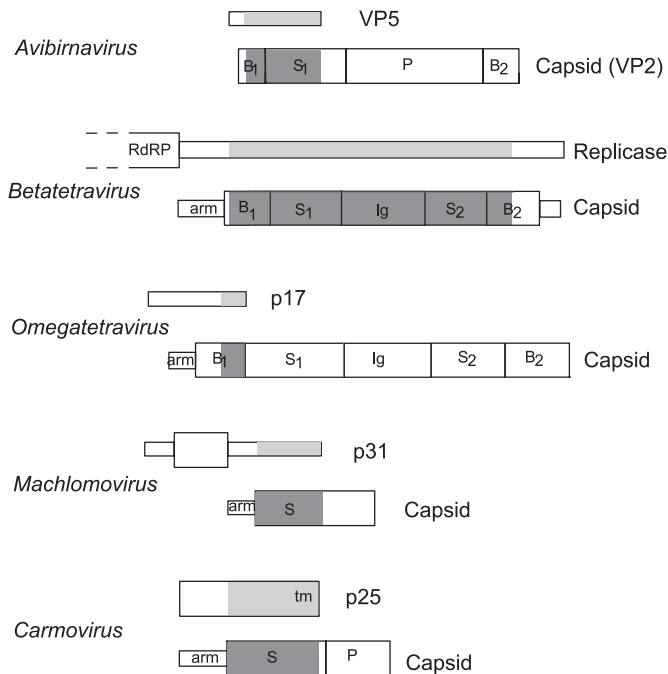 VP5
Avibirnavirus
B1 S1 P B2 Capsid (VP2)
RdRP Replicase
Betatetravirus
arm B1 S1 Ig S2 B2 Capsid
p17
Omegatetravirus
arm B1 S1 Ig S2 B2 Capsid
p31
Machlomovirus
arm S Capsid
tm p25
Carmovirus
arm S P Capsid